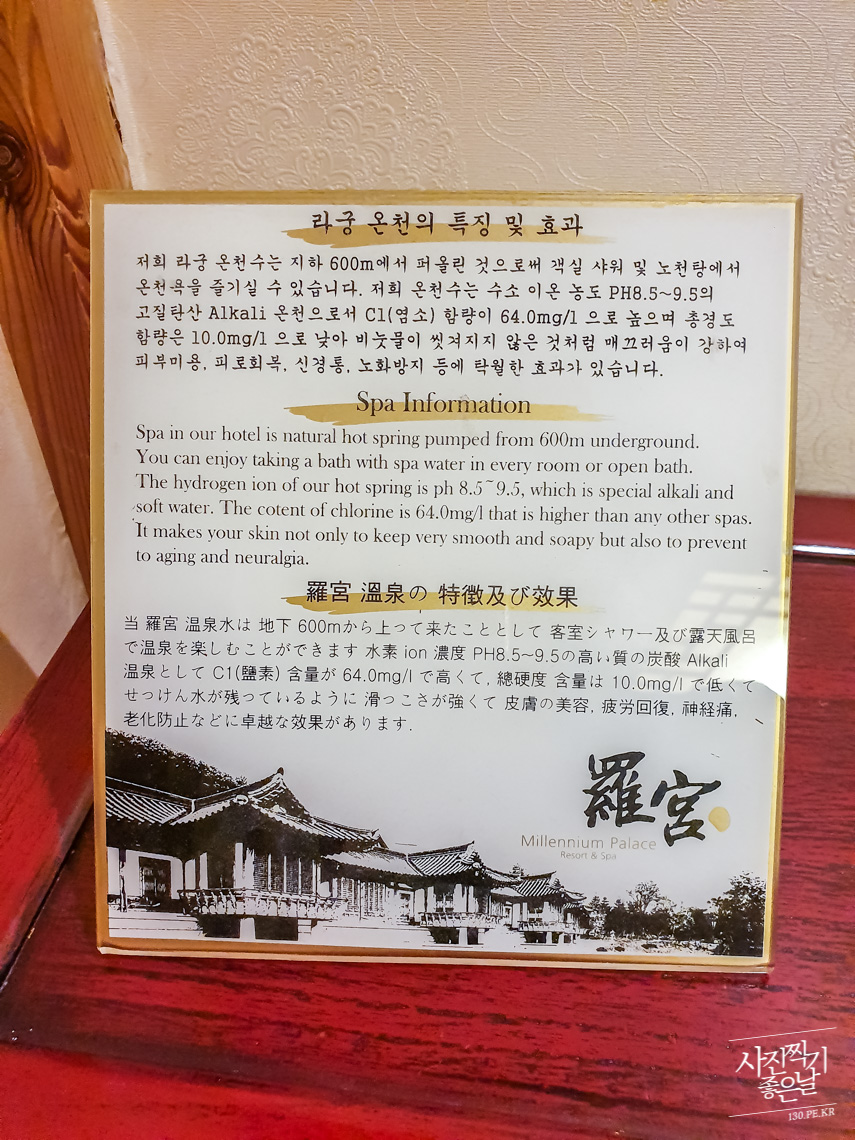 라궁 온천의 특징 및 효과
저희 라궁 온천수는 지하 600m에서 퍼올린 것으로써 객실 샤워 및 노천탕에서
온천욕을 즐기실 수 있습니다. 저희 온천수는 수소 이온 농도 PH8.5~9.5의
고질탄산 Alkali 온천으로서 C1(염소) 함량이 64.0mg/l 으로 높으며 총경도
함량은 10.0mg/l 으로 낮아 비눗물이 씻겨지지 않은 것처럼 매끄러움이 강하여
피부미용, 피로회복, 신경통, 노화방지 등에 탁월한 효과가 있습니다.
Spa Information
Spa in our hotel is natural hot spring pumped from 600m underground.
You can enjoy taking a bath with spa water in every room or open bath.
The hydrogen ion of our hot spring is ph 8.5~9.5, which is special alkali and
soft water. The cotent of chlorine is 64.0mg/l that is higher than any other spas.
It makes your skin not only to keep very smooth and soapy but also to prevent
to aging and neuralgia.
羅宮 溫泉の 特徴及び効果
当 羅宮 温泉水は 地下 600mから上つて来たこととして 客室シャワー及び露天風呂
で温泉を楽しむことができます 水素 ion 濃度 PH8.5~9.5の高い質の炭酸 Alkali
温泉として C1(鹽素) 含量が 64.0mg/l で高くて, 總硬度 含量は 10.0mg/l で低くて
せつけん水が残つているように 滑っこさが強くて 皮膚の美容, 疲労回復, 神経痛,
老化防止などに卓越な効果があります.
羅宮
Millennium Palace
Resort & Spa
사진찍기
좋은날
130.PE.KR